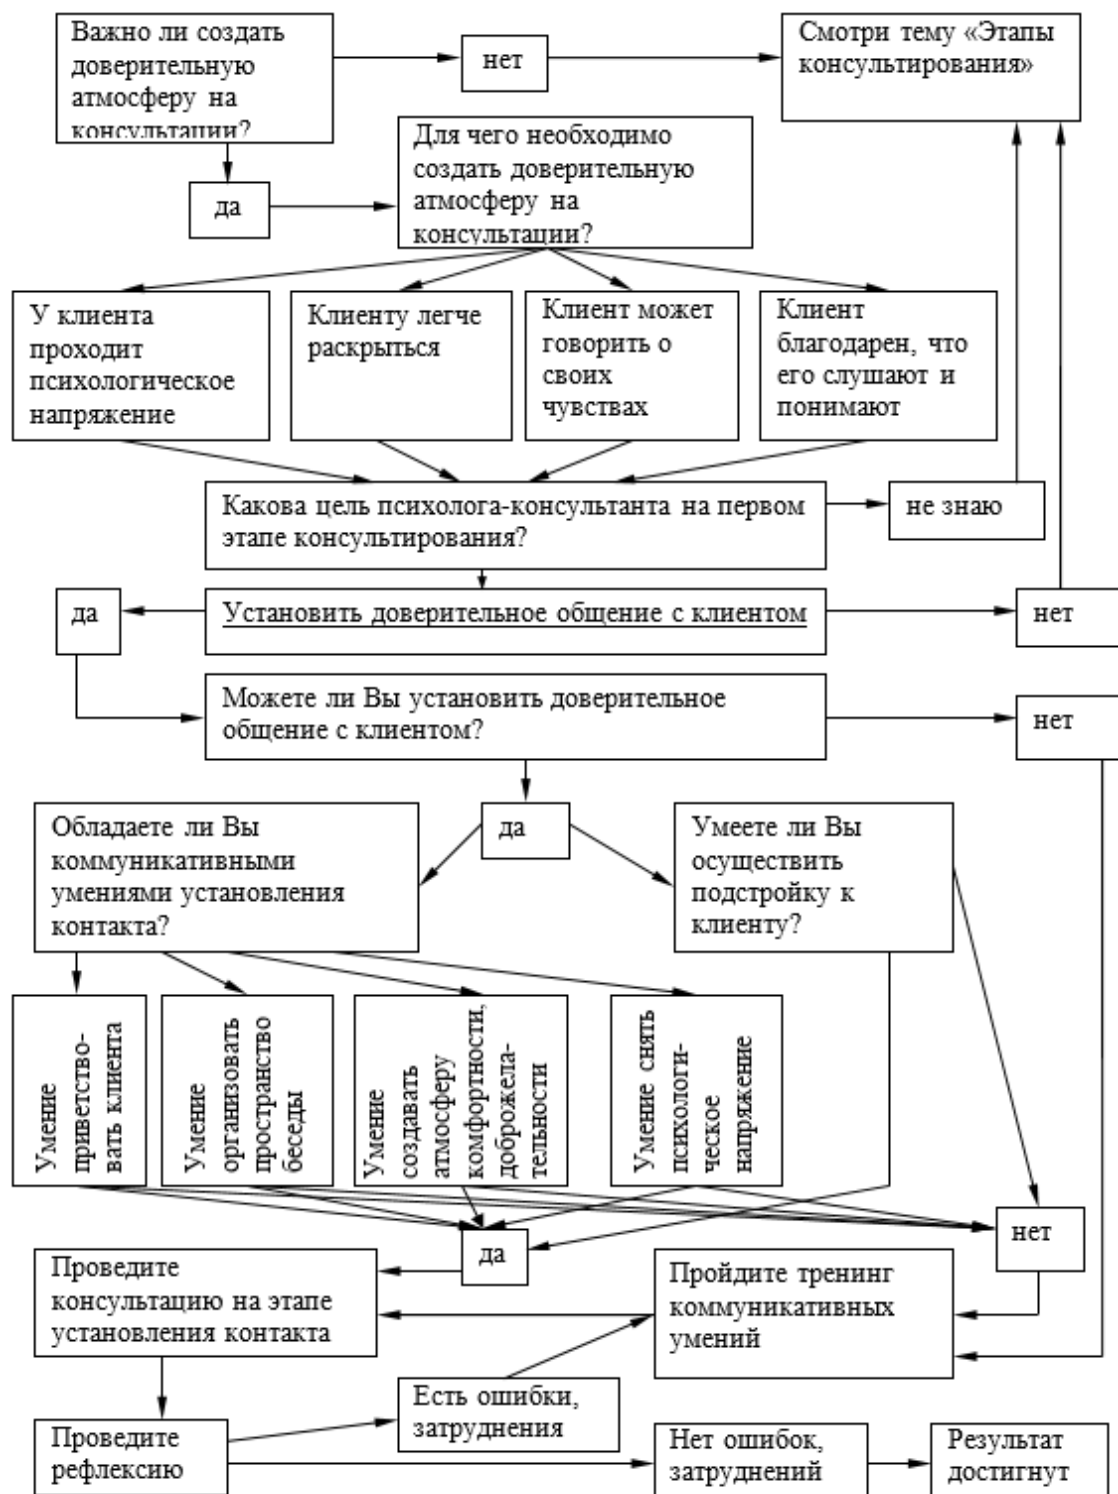 Важно ли создать
доверительную
атмосферу на
консультации?
нет
Смотри тему «Этапы
консультирования»
да
Для чего необходимо
создать доверительную
атмосферу на
консультации?
У клиента
проходит
психологическое
напряжение
Клиенту легче
раскрыться
Клиент может
говорить о
своих
чувствах
Клиент
благодарен, что
его слушают и
понимают
Какова цель психолога-консультанта на первом
этапе консультирования?
не знаю
да
Установить доверительное общение с клиентом
нет
Можете ли Вы установить доверительное
общение с клиентом?
нет
Обладаете ли Вы
коммуникативными
умениями установления
контакта?
да
Умеете ли Вы
осуществить
подстройку к
клиенту?
Умение
приветство-
вать клиента
Умение
организовать
пространство
беседы
Умение
создавать
атмосферу
комфортности,
доброжела-
тельности
Умение снять
психологи-
ческое
напряжение
да
нет
Проведите
консультацию на этапе
установления контакта
Пройдите тренинг
коммуникативных
умений
Есть ошибки,
затруднения
Проведите
рефлексию
Нет ошибок,
затруднений
Результат
достигнут